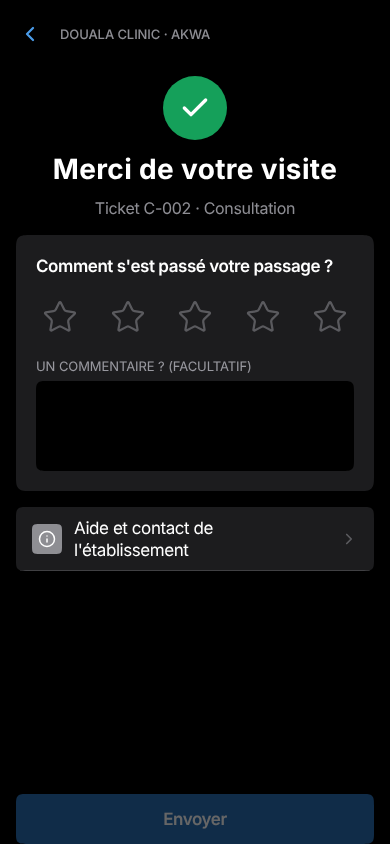 DOUALA CLINIC · AKWA
Merci de votre visite
Ticket C-002 · Consultation
Comment s'est passé votre passage ?
UN COMMENTAIRE ? (FACULTATIF)
Aide et contact de
l'établissement
Envoyer